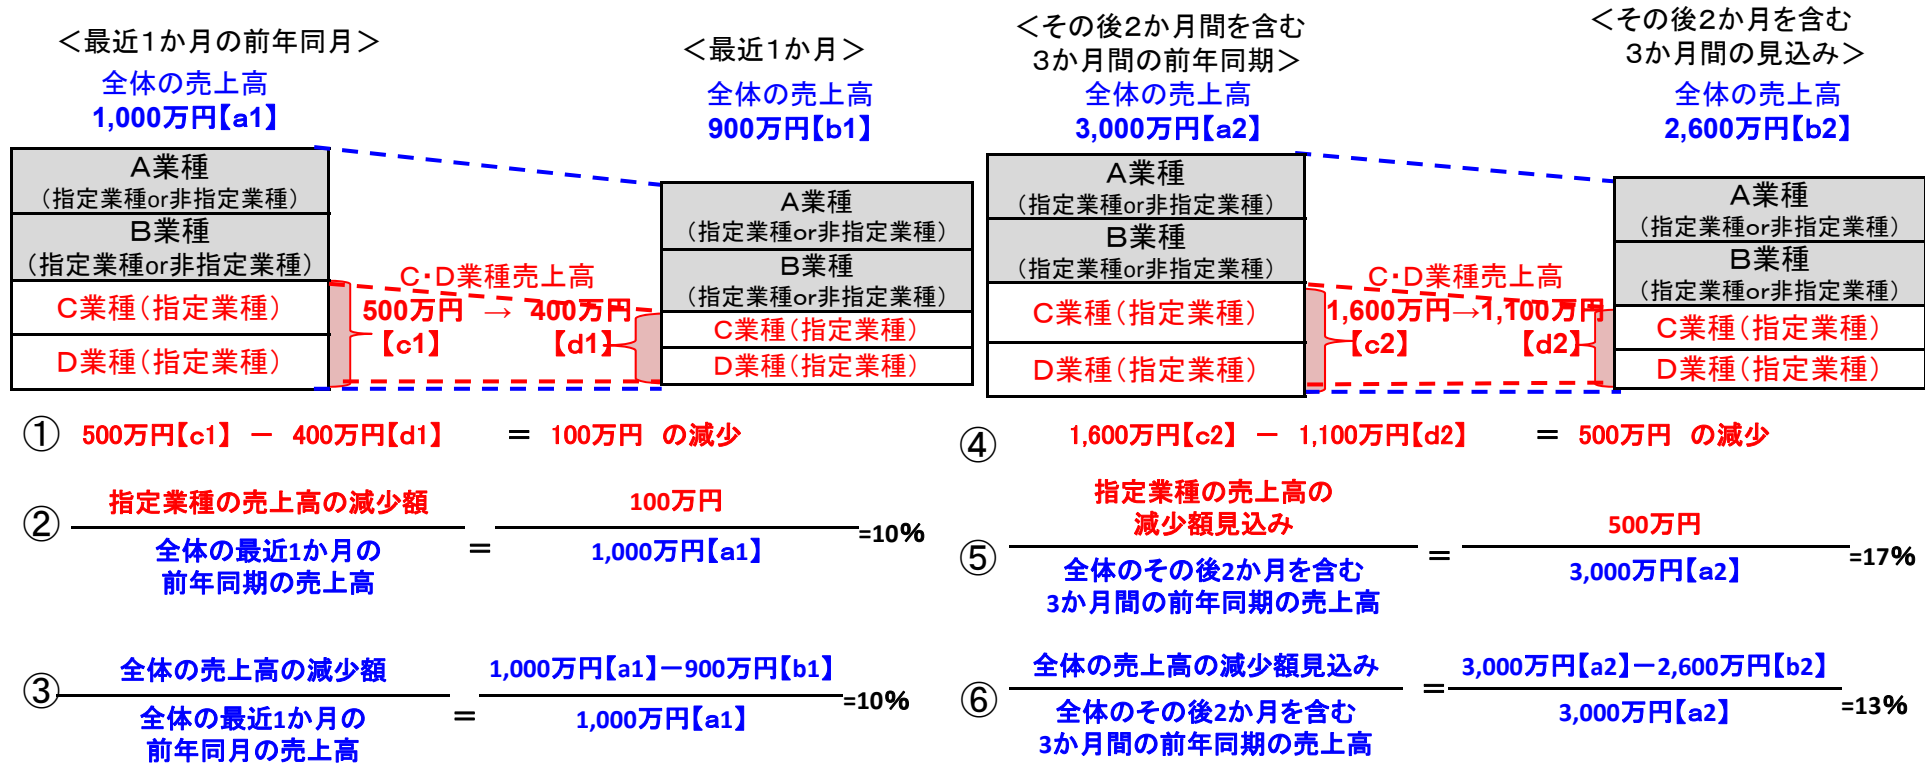 ＜最近１か月の前年同月＞
全体の売上高
1,000万円【a1】
A業種
（指定業種or非指定業種）
B業種
（指定業種or非指定業種）
C業種（指定業種）
D業種（指定業種）
C・D業種売上高
500万円 → 400万円
【c1】 【d1】
＜最近１か月＞
全体の売上高
900万円【b1】
A業種
（指定業種or非指定業種）
B業種
（指定業種or非指定業種）
C業種（指定業種）
D業種（指定業種）
＜その後２か月間を含む
３か月間の前年同期＞
全体の売上高
3,000万円【a2】
A業種
（指定業種or非指定業種）
B業種
（指定業種or非指定業種）
C業種（指定業種）
D業種（指定業種）
C・D業種売上高
1,600万円→1,100万円
【c2】 【d2】
＜その後２か月を含む
３か月間の見込み＞
全体の売上高
2,600万円【b2】
A業種
（指定業種or非指定業種）
B業種
（指定業種or非指定業種）
C業種（指定業種）
D業種（指定業種）
① 500万円【c1】 － 400万円【d1】 ＝ 100万円 の減少
② 指定業種の売上高の減少額
全体の最近1か月の
前年同期の売上高
＝
100万円
1,000万円【a1】
=10%
③ 全体の売上高の減少額
全体の最近1か月の
前年同月の売上高
＝
1,000万円【a1】－900万円【b1】
1,000万円【a1】
=10%
④ 1,600万円【c2】 － 1,100万円【d2】 ＝ 500万円 の減少
⑤ 指定業種の売上高の
減少額見込み
全体のその後2か月を含む
3か月間の前年同期の売上高
＝
500万円
3,000万円【a2】
=17%
⑥ 全体の売上高の減少額見込み
全体のその後2か月を含む
3か月間の前年同期の売上高
＝
3,000万円【a2】－2,600万円【b2】
3,000万円【a2】
=13%